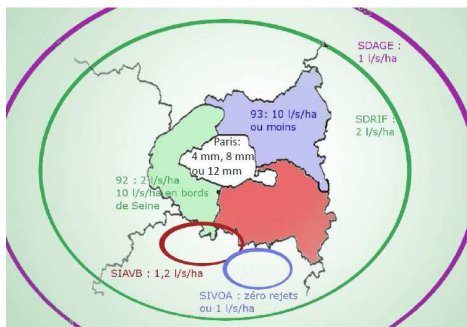 SDAGE :
1 l/s/ha
SDRIF :
2 l/s/ha
93: 10 l/s/ha
ou moins
Paris:
4 mm, 8 mm
ou 12 mm
92 : 2 l/s/ha
10 l/s/ha en bords
de Seine
SIAVB : 1,2 l/s/ha
SIVOA : zéro rejets
ou 1 l/s/ha